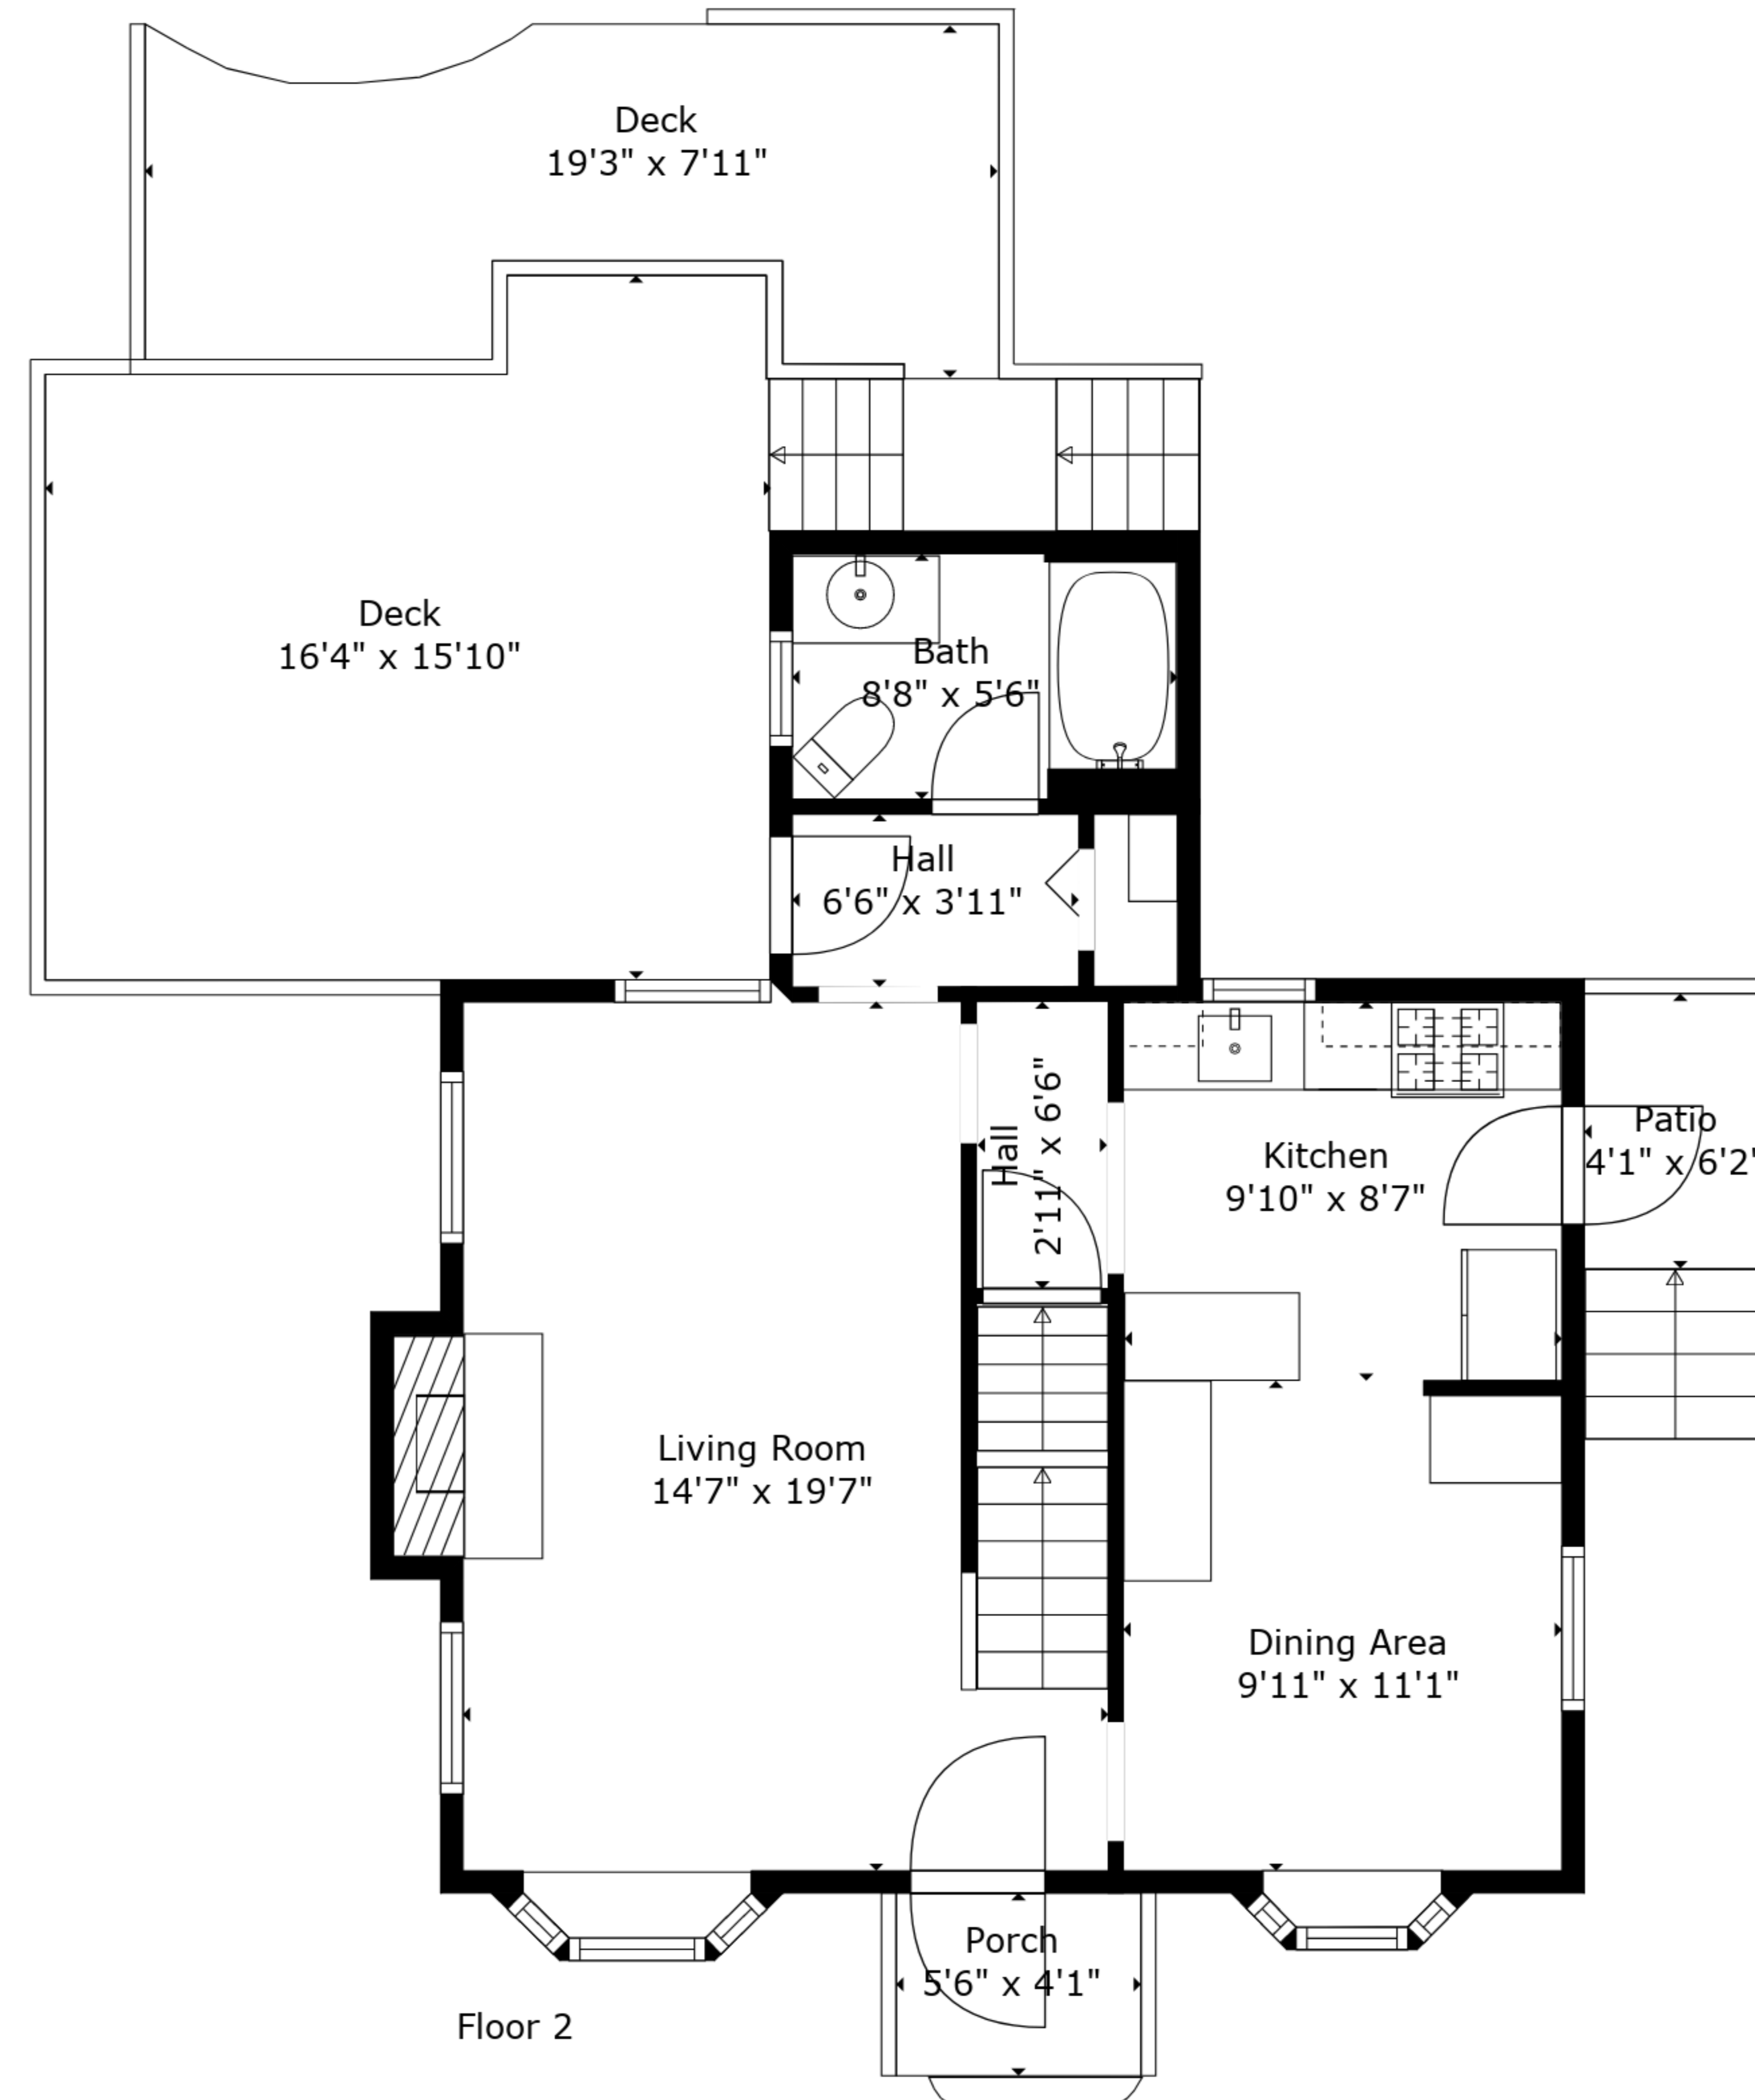 Deck
19'3" x 7'11"
Deck
16'4" x 15'10"
Bath
8'8" x 5'6"
Hall
6'6" x 3'11"
Hall
2'11" x 6'6"
Kitchen
9'10" x 8'7"
Patio
4'1" x 6'2"
Living Room
14'7" x 19'7"
Dining Area
9'11" x 11'1"
Porch
5'6" x 4'1"
Floor 2